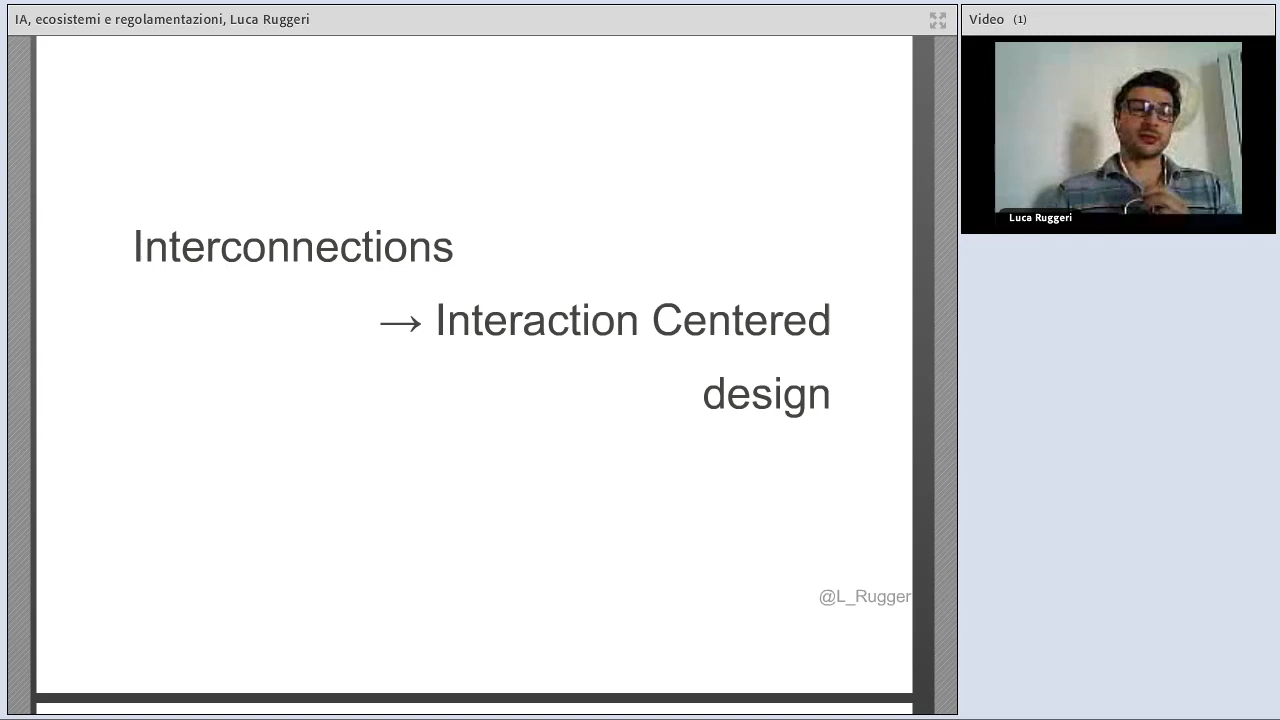 IA, ecosistemi e regolamentazioni, Luca Ruggeri
Video (1)
Luca Ruggeri
Interconnections
→ Interaction Centered
design
@L_Rugger